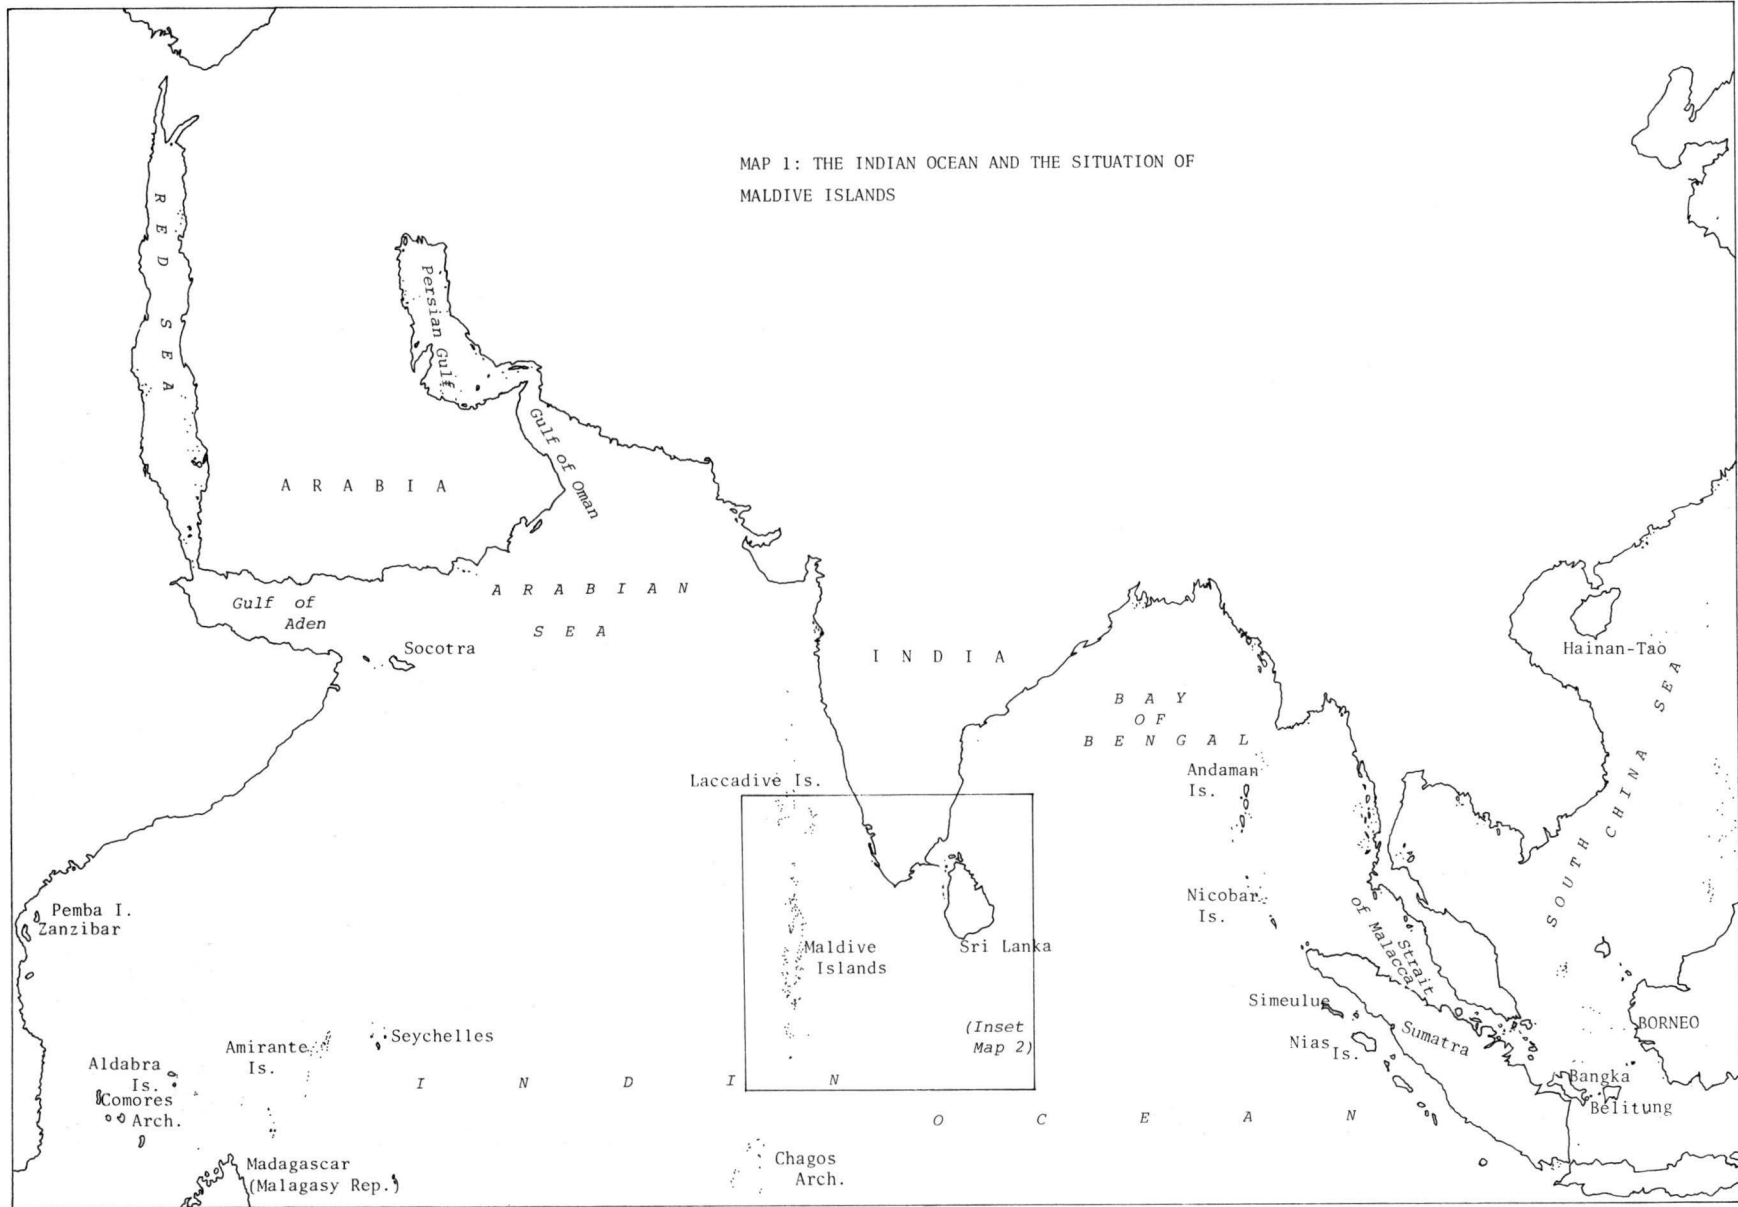 MAP 1: THE INDIAN OCEAN AND THE SITUATION OF
MALDIVE ISLANDS
RED SEA
Persian Gulf
Gulf of Oman
ARABIA
ARABIAN
SEA
Gulf of
Aden
Socotra
INDIA
BAY
OF
BENGAL
Hainan-Tao
SOUTH CHINA SEA
Laccadive Is.
Andaman
Is.
Nicobar
Is.
Strait
of Malacca
Pemba I.
Zanzibar
Maldive
Islands
Sri Lanka
(Inset
Map 2)
Simeulue
Nias Is.
Sumatra
BORNEO
Bangka
Belitung
Seychelles
Amirante
Is.
Aldabra
Is.
Comores
Arch.
INDIN
OCEAN
Madagascar
(Malagasy Rep.)
Chagos
Arch.